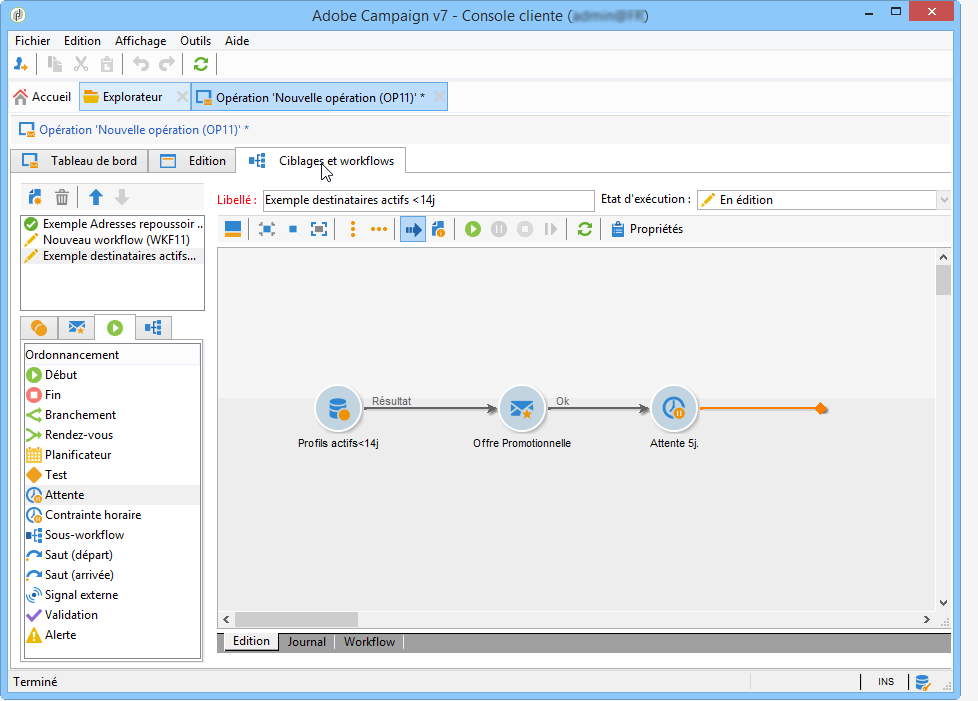 Adobe Campaign v7 - Console cliente (admin@FR)
Fichier Edition Affichage Outils Aide
Accueil Explorateur Opération 'Nouvelle opération (OP11)' *
Opération 'Nouvelle opération (OP11)' *
Tableau de bord Edition Ciblages et workflows
Libellé : Exemple destinataires actifs <14j Etat d'exécution : En édition
Exemple Adresses repoussoir ..
Nouveau workflow (WKF11)
Exemple destinataires actifs...
Propriétés
Ordonnancement
Début
Fin
Branchement
Rendez-vous
Planificateur
Test
Attente
Contrainte horaire
Sous-workflow
Saut (départ)
Saut (arrivée)
Signal externe
Validation
Alerte
Résultat Ok
Profils actifs<14j Offre Promotionnelle Attente 5j.
Edition Journal Workflow
Terminé INS